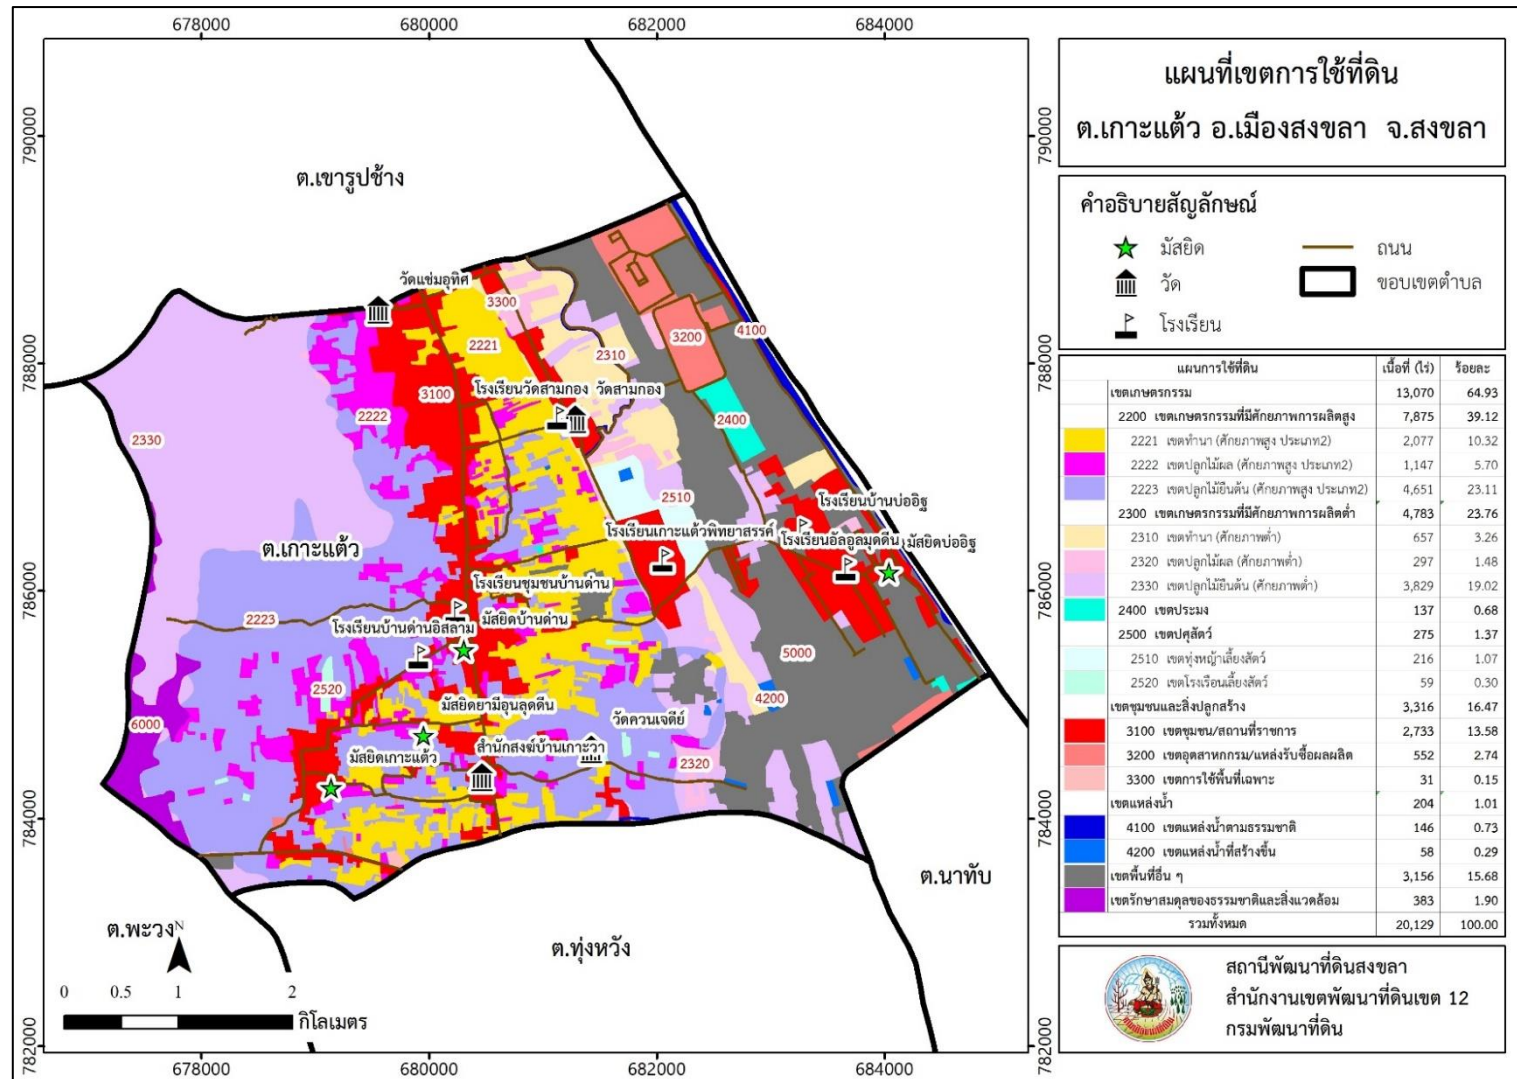 678000 680000 682000 684000
790000
788000
786000
784000
782000
790000
788000
786000
784000
782000
678000 680000 682000 684000
ต.เขารูปช้าง
วัดแช่มอุทิศ
3300
4100
2221
2310
3200
โรงเรียนวัดสามกอง วัดสามกอง
3100
2222
2400
2330
2510
โรงเรียนบ้านบ่ออิฐ
โรงเรียนเกาะแต้วพิทยาสรรค์ โรงเรียนอัลอูลุมุดดีน มัสยิดบ่ออิฐ
ต.เกาะแต้ว
โรงเรียนชุมชนบ้านด่าน
2223
มัสยิดบ้านด่าน
โรงเรียนบ้านด่านอิสลาม
5000
2520
4200
มัสยิดยามีอุนลุดดีน
วัดควนเจดีย์
6000
มัสยิดเกาะแต้ว
สำนักสงฆ์บ้านเกาะวา
2320
ต.นาทับ
ต.พะวง
N
ต.ทุ่งหวัง
0 0.5 1 2
กิโลเมตร
แผนที่เขตการใช้ที่ดิน
ต.เกาะแต้ว อ.เมืองสงขลา จ.สงขลา
คำอธิบายสัญลักษณ์
มัสยิด
ถนน
วัด
ขอบเขตตำบล
โรงเรียน
แผนการใช้ที่ดิน เนื้อที่ (ไร่) ร้อยละ
เขตเกษตรกรรม 13,070 64.93
2200 เขตเกษตรกรรมที่มีศักยภาพการผลิตสูง 7,875 39.12
2221 เขตทำนา (ศักยภาพสูง ประเภท2) 2,077 10.32
2222 เขตปลูกไม้ผล (ศักยภาพสูง ประเภท2) 1,147 5.70
2223 เขตปลูกไม้ยืนต้น (ศักยภาพสูง ประเภท2) 4,651 23.11
2300 เขตเกษตรกรรมที่มีศักยภาพการผลิตต่ำ 4,783 23.76
2310 เขตทำนา (ศักยภาพต่ำ) 657 3.26
2320 เขตปลูกไม้ผล (ศักยภาพต่ำ) 297 1.48
2330 เขตปลูกไม้ยืนต้น (ศักยภาพต่ำ) 3,829 19.02
2400 เขตประมง 137 0.68
2500 เขตปศุสัตว์ 275 1.37
2510 เขตทุ่งหญ้าเลี้ยงสัตว์ 216 1.07
2520 เขตโรงเรือนเลี้ยงสัตว์ 59 0.30
เขตชุมชนและสิ่งปลูกสร้าง 3,316 16.47
3100 เขตชุมชน/สถานที่ราชการ 2,733 13.58
3200 เขตอุตสาหกรรม/แหล่งรับซื้อผลผลิต 552 2.74
3300 เขตการใช้พื้นที่เฉพาะ 31 0.15
เขตแหล่งน้ำ 204 1.01
4100 เขตแหล่งน้ำตามธรรมชาติ 146 0.73
4200 เขตแหล่งน้ำที่สร้างขึ้น 58 0.29
เขตพื้นที่อื่น ๆ 3,156 15.68
เขตรักษาสมดุลของธรรมชาติและสิ่งแวดล้อม 383 1.90
รวมทั้งหมด 20,129 100.00
สถานีพัฒนาที่ดินสงขลา
สำนักงานเขตพัฒนาที่ดินเขต 12
กรมพัฒนาที่ดิน